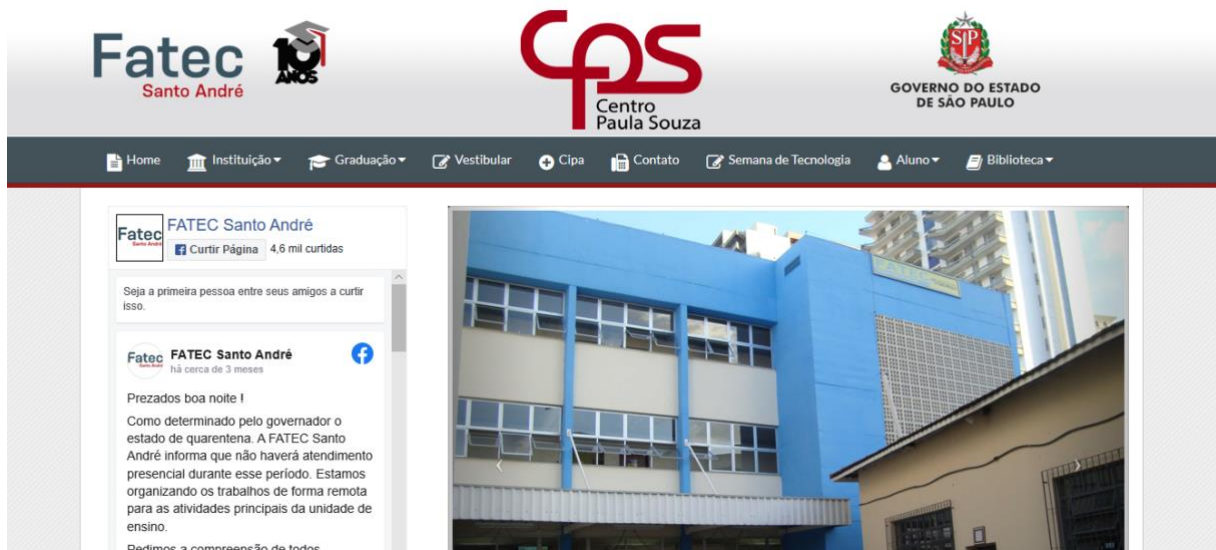 Fatec
Santo André
10
ANOS
CPS
Centro
Paula Souza
SP
GOVERNO DO ESTADO
DE SÃO PAULO
Home Instituição Graduação Vestibular Cipa Contato Semana de Tecnologia Aluno Biblioteca
Fatec
Santo André
FATEC Santo André
Curtir Página 4,6 mil curtidas
Seja a primeira pessoa entre seus amigos a curtir
isso.
Fatec
Santo André
FATEC Santo André
há cerca de 3 meses
Prezados boa noite !
Como determinado pelo governador o
estado de quarentena. A FATEC Santo
André informa que não haverá atendimento
presencial durante esse período. Estamos
organizando os trabalhos de forma remota
para as atividades principais da unidade de
ensino.
Pedimos a compreensão de todos
FATEC